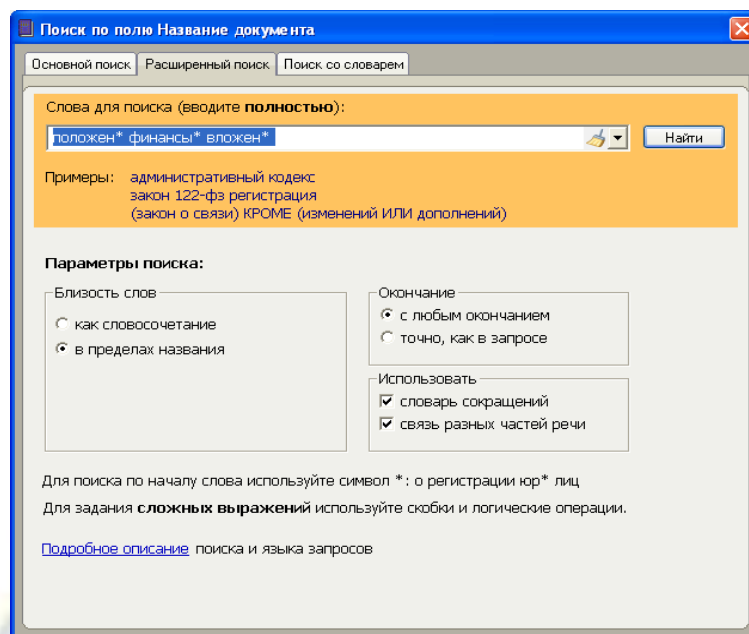 Поиск по полю Название документа
Основной поиск Расширенный поиск Поиск со словарем
Слова для поиска (вводите полностью):
положен* финансы* вложен*
Найти
Примеры: административный кодекс
закон 122-фз регистрация
(закон о связи) КРОМЕ (изменений ИЛИ дополнений)
Параметры поиска:
Близость слов
как словосочетание
в пределах названия
Окончание
с любым окончанием
точно, как в запросе
Использовать
словарь сокращений
связь разных частей речи
Для поиска по началу слова используйте символ *: о регистрации юр* лиц
Для задания сложных выражений используйте скобки и логические операции.
Подробное описание поиска и языка запросов